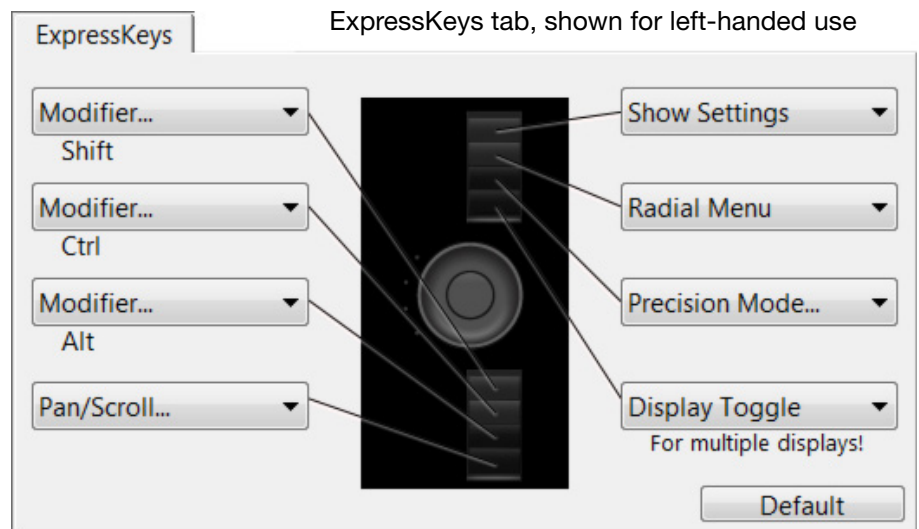 ExpressKeys tab, shown for left-handed use
ExpressKeys
Modifier...
Shift
Modifier...
Ctrl
Modifier...
Alt
Pan/Scroll...
Show Settings
Radial Menu
Precision Mode...
Display Toggle
For multiple displays!
Default